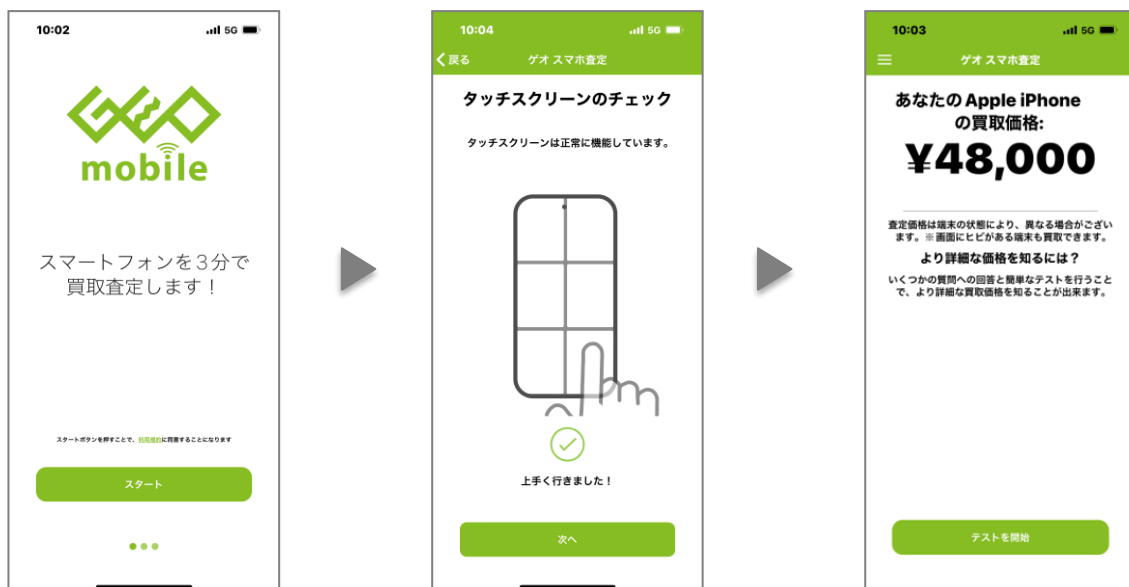 10:02
5G
GEO
mobile
スマートフォンを3分で
買取査定します！
スタートボタンを押すことで、利用規約に同意することになります
スタート
10:04
5G
戻る
ゲオ スマホ査定
タッチスクリーンのチェック
タッチスクリーンは正常に機能しています。
上手く行きました！
次へ
10:03
5G
ゲオ スマホ査定
あなたの Apple iPhone
の買取価格:
¥48,000
査定価格は端末の状態により、異なる場合がござい
ます。※画面にヒビがある端末も買取できます。
より詳細な価格を知るには？
いくつかの質問への回答と簡単なテストを行うこと
で、より詳細な買取価格を知ることが出来ます。
テストを開始